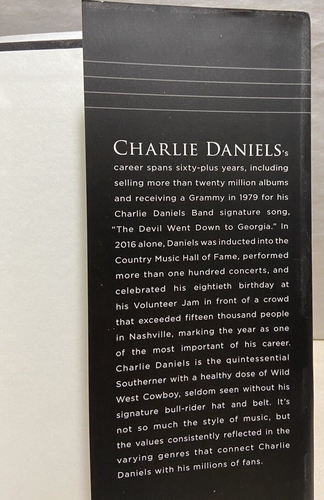 CHARLIE DANIELS's
career spans sixty-plus years, including
selling more than twenty million albums
and receiving a Grammy in 1979 for his
Charlie Daniels Band signature song,
“The Devil Went Down to Georgia.” In
2016 alone, Daniels was inducted into the
Country Music Hall of Fame, performed
more than one hundred concerts, and
celebrated his eightieth birthday at
his Volunteer Jam in front of a crowd
that exceeded fifteen thousand people
in Nashville, marking the year as one
of the most important of his career.
Charlie Daniels is the quintessential
Southerner with a healthy dose of Wild
West Cowboy, seldom seen without his
signature bull-rider hat and belt. It’s
not so much the style of music, but
the values consistently reflected in the
varying genres that connect Charlie
Daniels with his millions of fans.